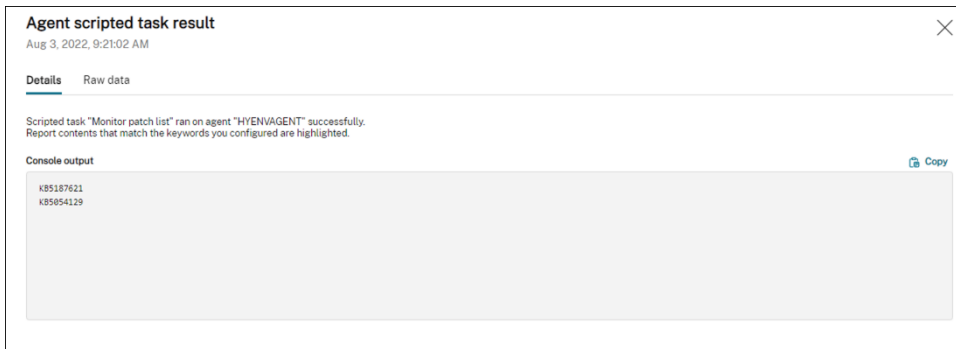 Agent scripted task result
Aug 3, 2022, 9:21:02 AM
Details Raw data
Scripted task "Monitor patch list" ran on agent "HYENVAGENT" successfully.
Report contents that match the keywords you configured are highlighted.
Console output Copy
KB5187621
KB5054129